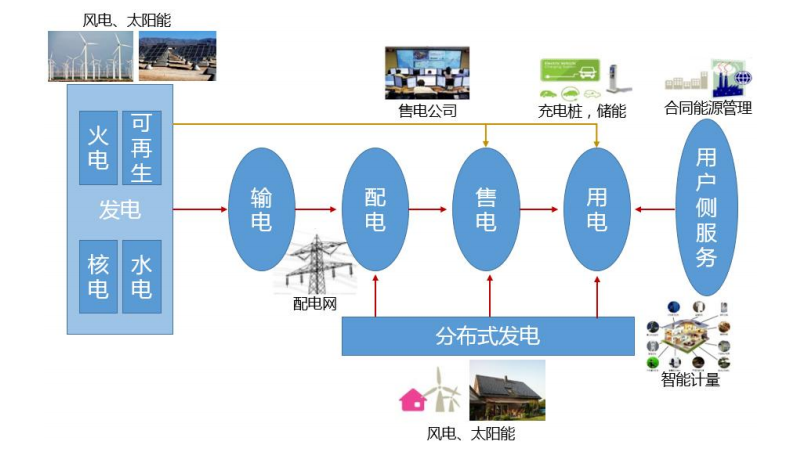 风电、太阳能
售电公司
充电桩，储能
合同能源管理
火电
可再生
发电
核电
水电
输电
配电
售电
用电
用户侧服务
配电网
分布式发电
智能计量
风电、太阳能